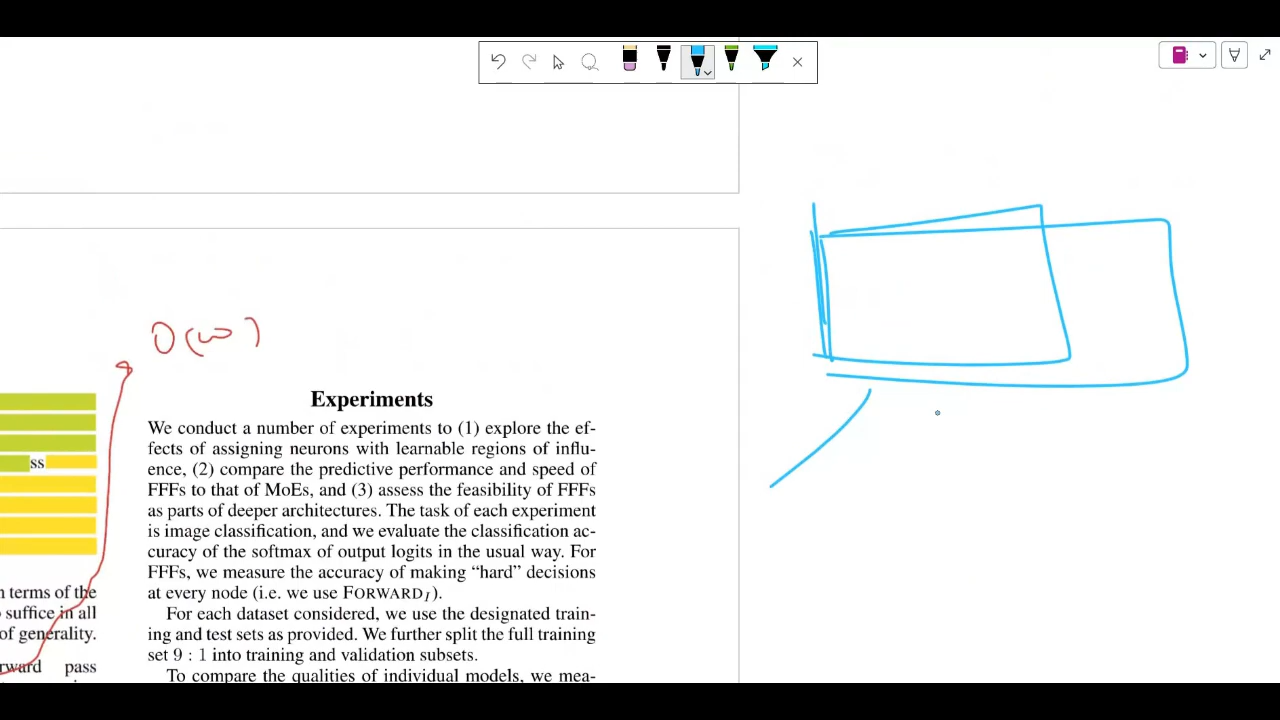 O(w)
Experiments
We conduct a number of experiments to (1) explore the ef-
fects of assigning neurons with learnable regions of influ-
ence, (2) compare the predictive performance and speed of
FFFs to that of MoEs, and (3) assess the feasibility of FFFs
as parts of deeper architectures. The task of each experiment
is image classification, and we evaluate the classification ac-
curacy of the softmax of output logits in the usual way. For
FFFs, we measure the accuracy of making “hard” decisions
at every node (i.e. we use FORWARD_I).
For each dataset considered, we use the designated train-
ing and test sets as provided. We further split the full training
set 9 : 1 into training and validation subsets.
To compare the qualities of individual models, we mea-
ss
n terms of the
suffice in all
of generality.
rward pass